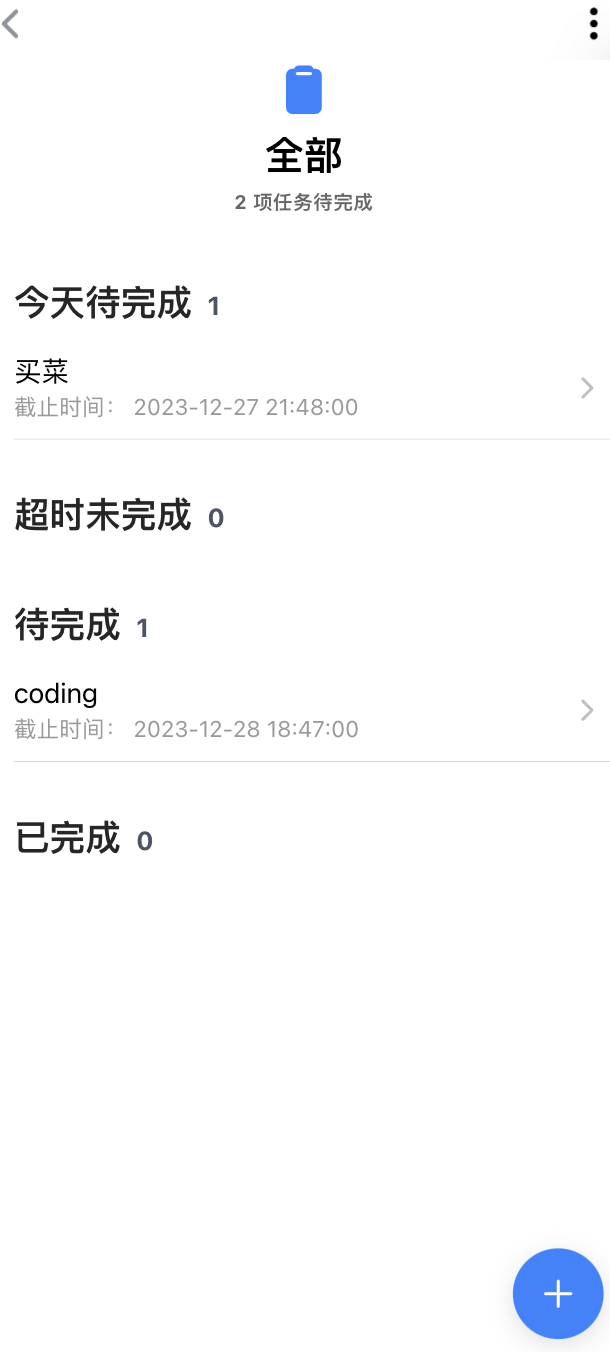 全部
2 项任务待完成
今天待完成 1
买菜
截止时间： 2023-12-27 21:48:00
超时未完成 0
待完成 1
coding
截止时间： 2023-12-28 18:47:00
已完成 0